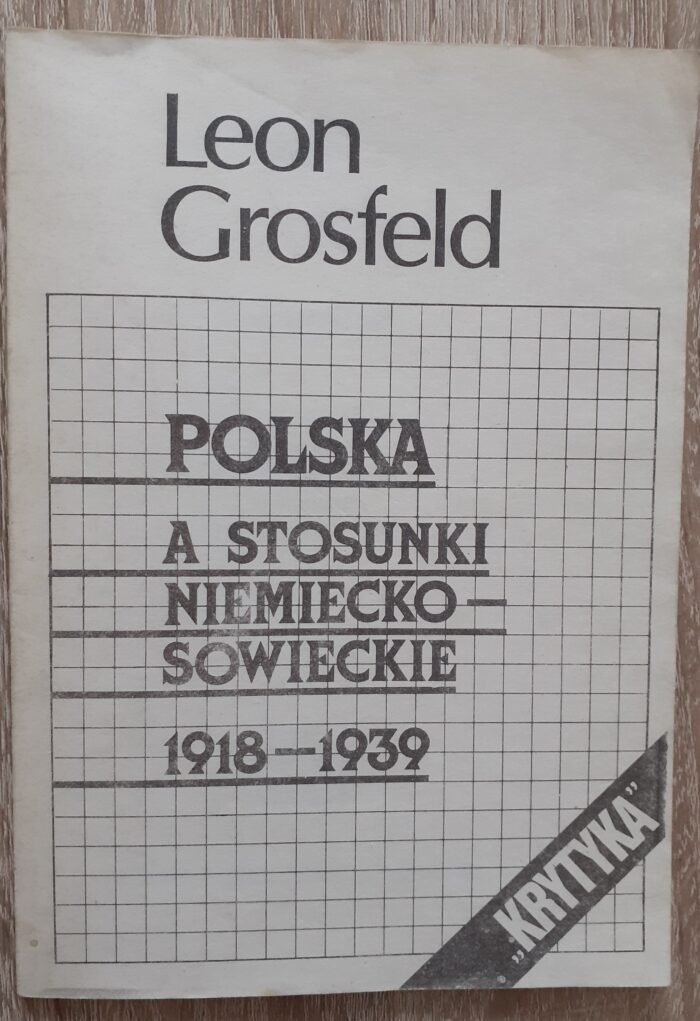 Leon
Grosfeld
POLSKA
A STOSUNKI
NIEMIECKO—
SOWIECKIE
1918—1939
„KRYTYKA”